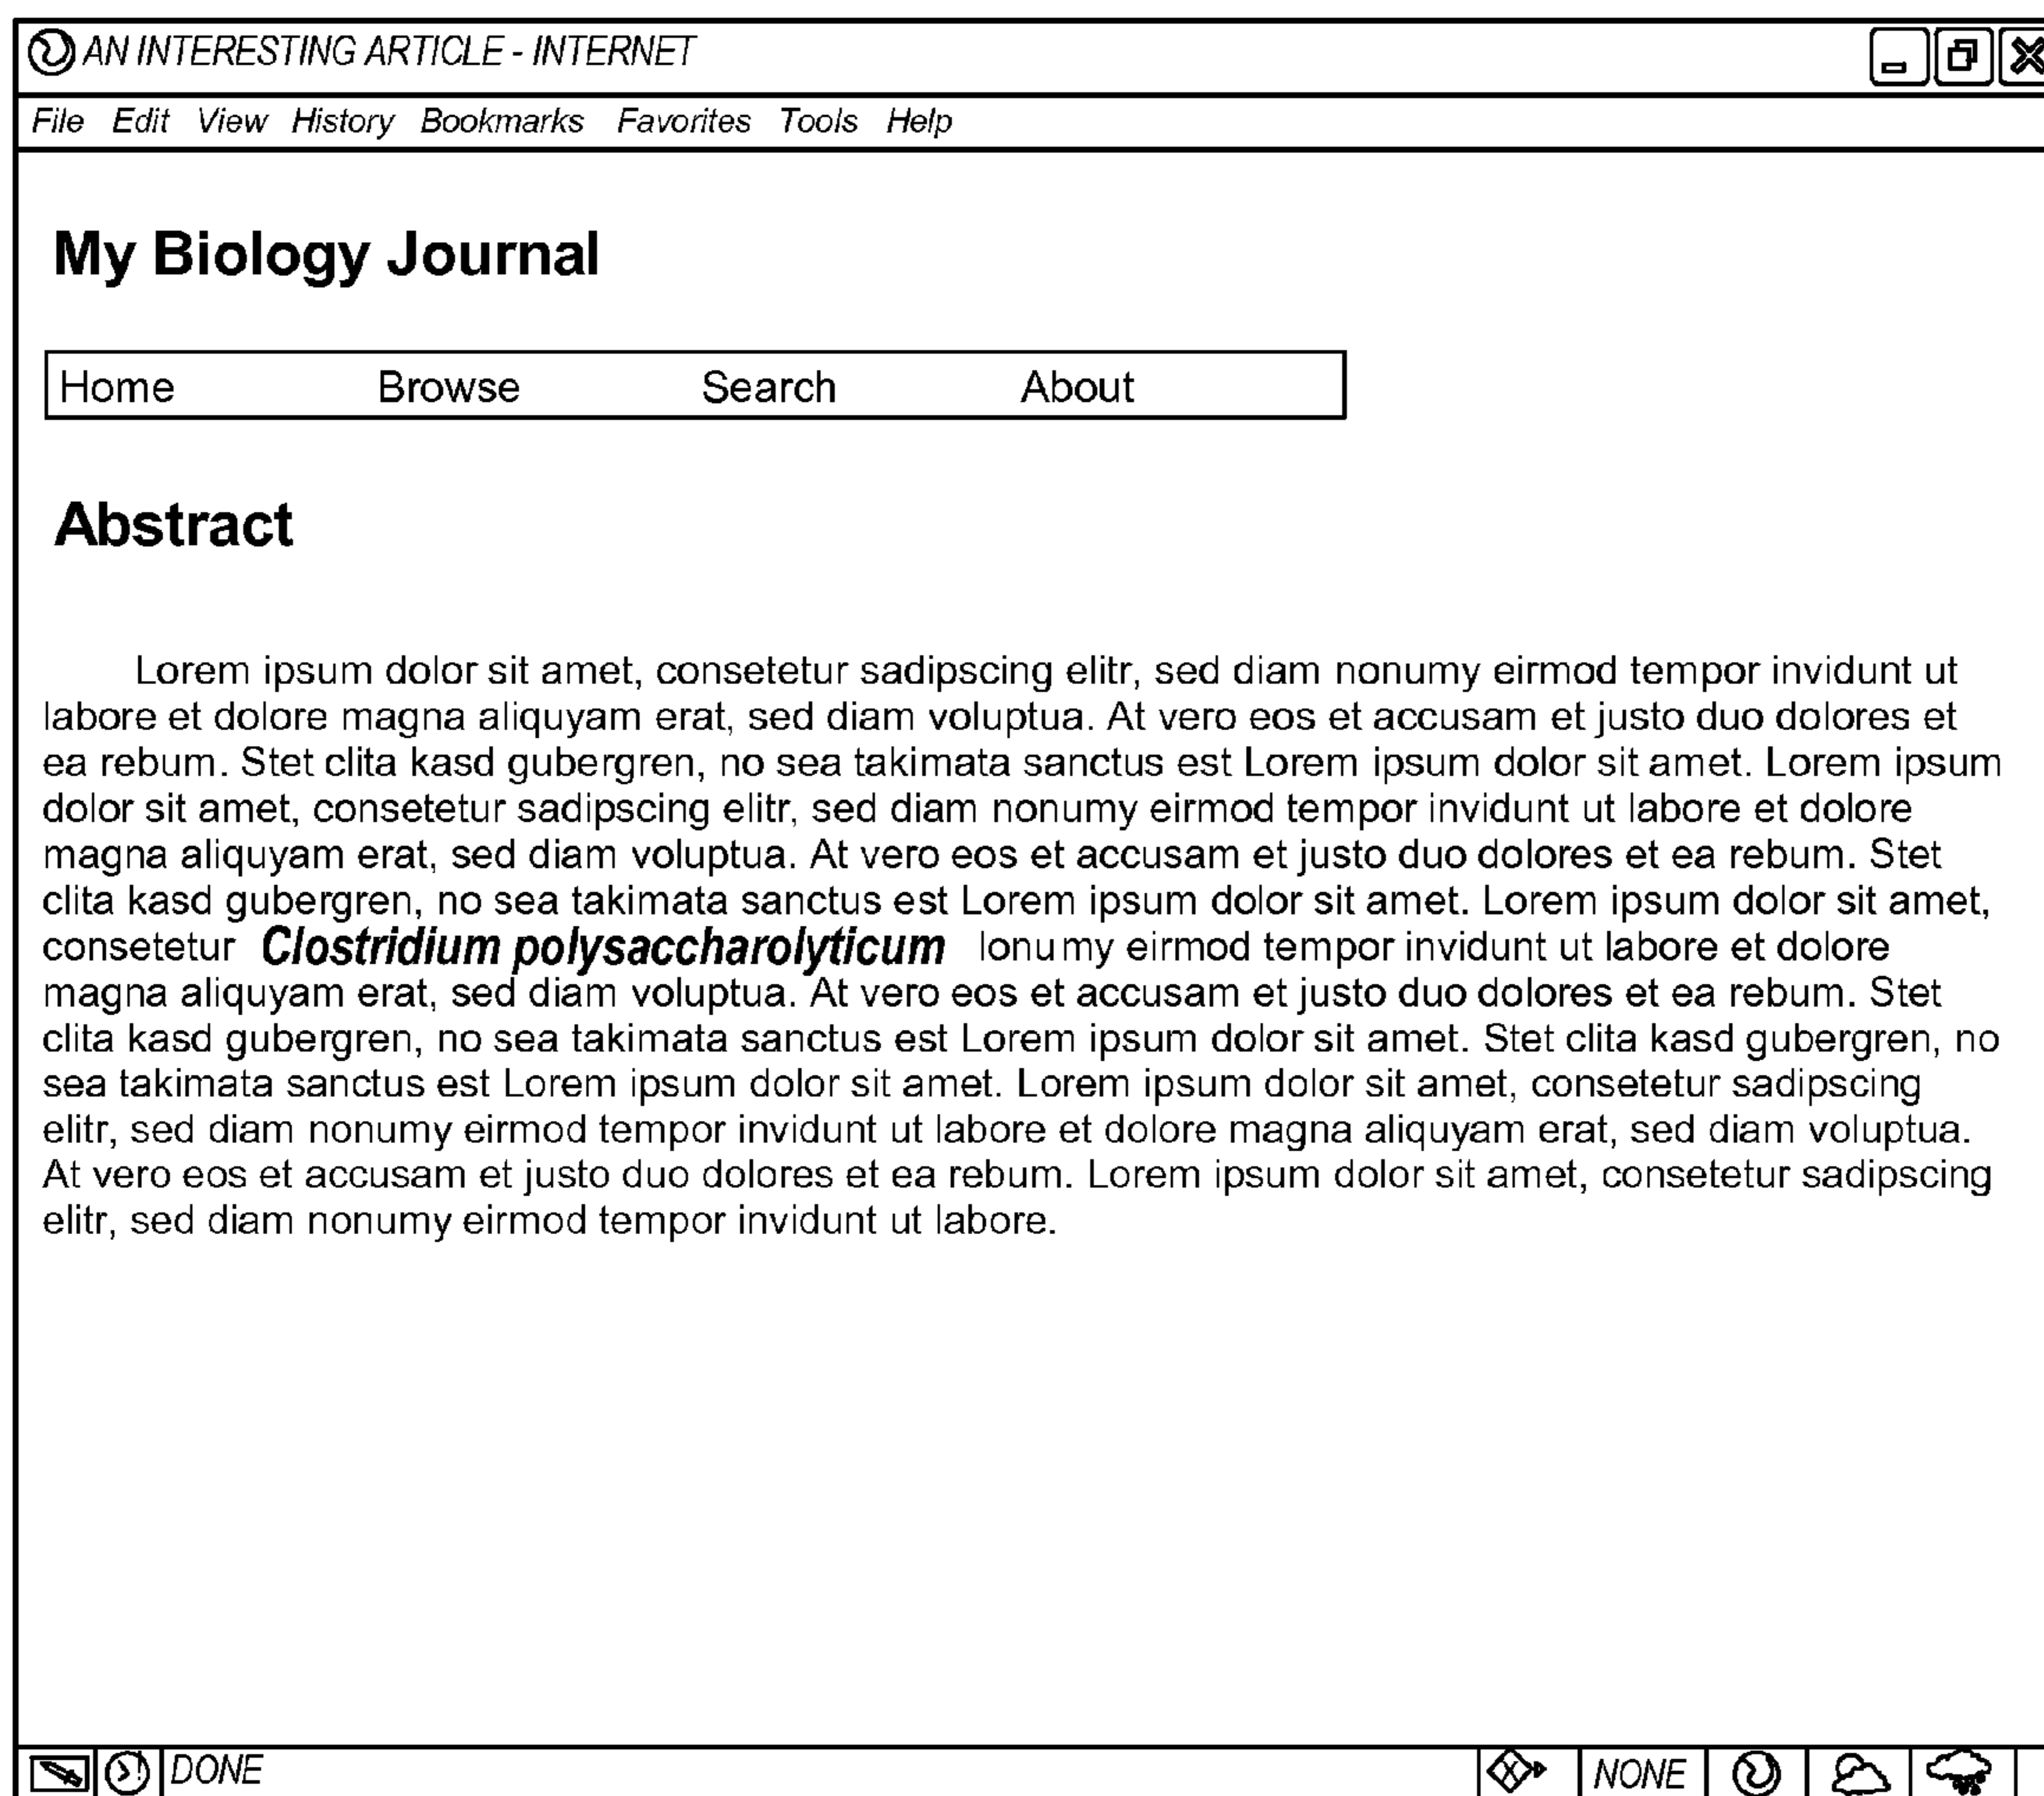 AN INTERESTING ARTICLE - INTERNET
File Edit View History Bookmarks Favorites Tools Help
My Biology Journal
Home Browse Search About
Abstract
Lorem ipsum dolor sit amet, consetetur sadipscing elitr, sed diam nonumy eirmod tempor invidunt ut
labore et dolore magna aliquyam erat, sed diam voluptua. At vero eos et accusam et justo duo dolores et
ea rebum. Stet clita kasd gubergren, no sea takimata sanctus est Lorem ipsum dolor sit amet. Lorem ipsum
dolor sit amet, consetetur sadipscing elitr, sed diam nonumy eirmod tempor invidunt ut labore et dolore
magna aliquyam erat, sed diam voluptua. At vero eos et accusam et justo duo dolores et ea rebum. Stet
clita kasd gubergren, no sea takimata sanctus est Lorem ipsum dolor sit amet. Lorem ipsum dolor sit amet,
consetetur Clostridium polysaccharolyticum lonumy eirmod tempor invidunt ut labore et dolore
magna aliquyam erat, sed diam voluptua. At vero eos et accusam et justo duo dolores et ea rebum. Stet
clita kasd gubergren, no sea takimata sanctus est Lorem ipsum dolor sit amet. Stet clita kasd gubergren, no
sea takimata sanctus est Lorem ipsum dolor sit amet. Lorem ipsum dolor sit amet, consetetur sadipscing
elitr, sed diam nonumy eirmod tempor invidunt ut labore et dolore magna aliquyam erat, sed diam voluptua.
At vero eos et accusam et justo duo dolores et ea rebum. Lorem ipsum dolor sit amet, consetetur sadipscing
elitr, sed diam nonumy eirmod tempor invidunt ut labore.
DONE NONE